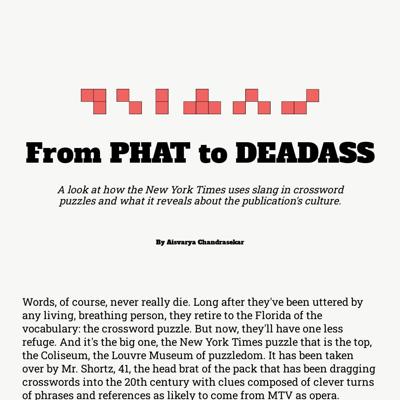 From PHAT to DEADASS
A look at how the New York Times uses slang in crossword
puzzles and what it reveals about the publication's culture.
By Aisvarya Chandrasekar
Words, of course, never really die. Long after they've been uttered by
any living, breathing person, they retire to the Florida of the
vocabulary: the crossword puzzle. But now, they'll have one less
refuge. And it's the big one, the New York Times puzzle that is the top,
the Coliseum, the Louvre Museum of puzzledom. It has been taken
over by Mr. Shortz, 41, the head brat of the pack that has been dragging
crosswords into the 20th century with clues composed of clever turns
of phrases and references as likely to come from MTV as opera.